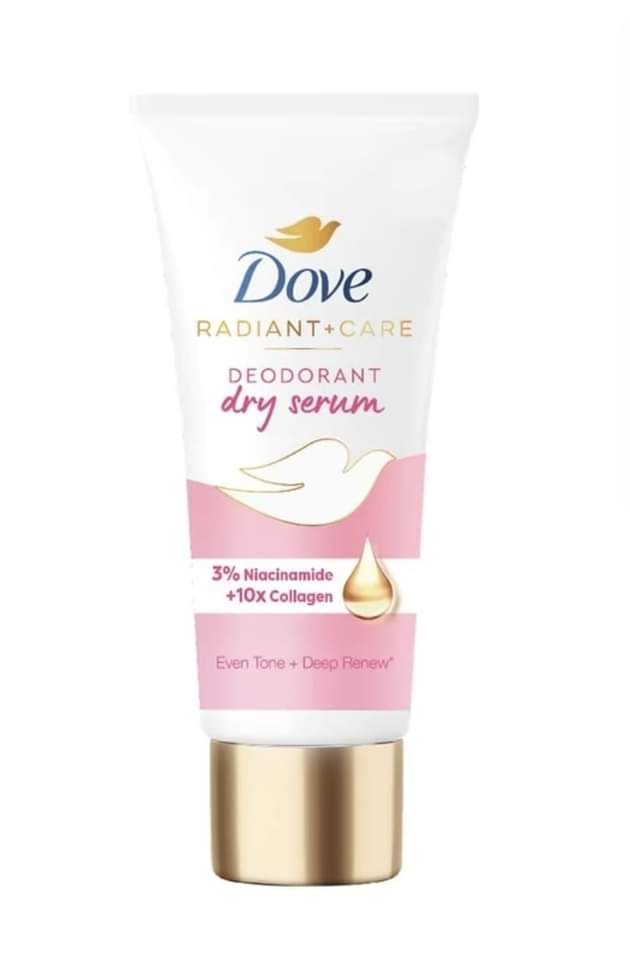 Dove
RADIANT+CARE
DEODORANT
dry serum
3% Niacinamide
+10x Collagen
Even Tone + Deep Renew*